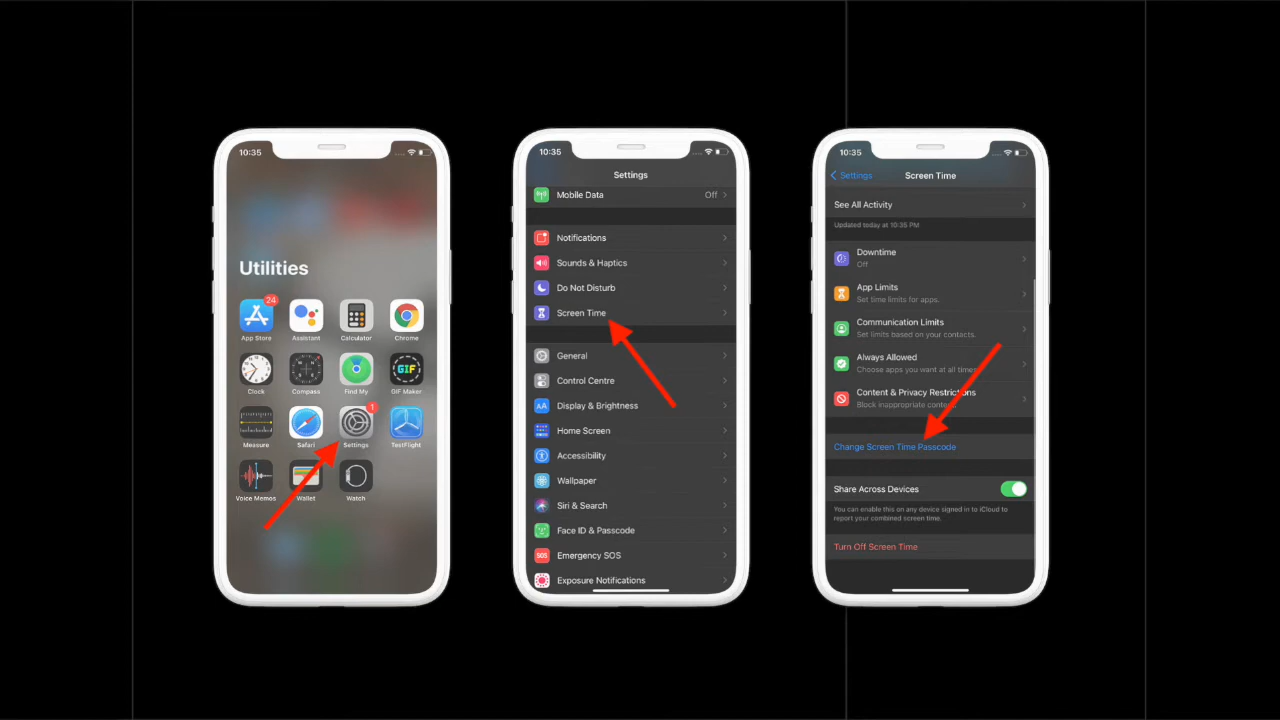 10:35
Utilities
24
App Store
Assistant
Calculator
Chrome
Clock
Compass
Find My
GIF
GIF Maker
1
Measure
Safari
Settings
TestFlight
Voice Memos
Wallet
Watch
10:35
Settings
Mobile Data Off
Notifications
Sounds & Haptics
Do Not Disturb
Screen Time
General
Control Centre
AA Display & Brightness
Home Screen
Accessibility
Wallpaper
Siri & Search
Face ID & Passcode
SOS Emergency SOS
Exposure Notifications
10:35
Settings Screen Time
See All Activity
Updated today at 10:35 PM
Downtime
Off
App Limits
Set time limits for apps.
Communication Limits
Set limits based on your contacts.
Always Allowed
Choose apps you want at all times
Content & Privacy Restrictions
Block inappropriate
Change Screen Time Passcode
Share Across Devices
You can enable this on any device signed in to iCloud to
report your combined screen time.
Turn Off Screen Time